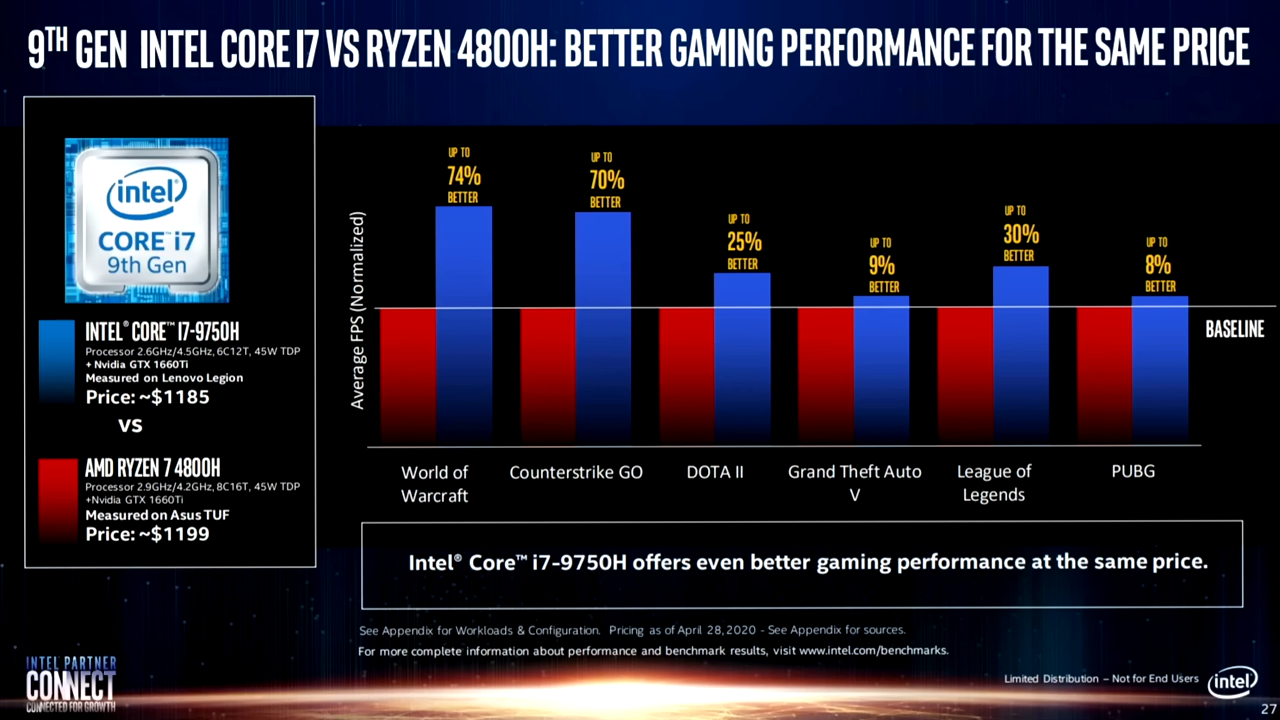 9TH GEN INTEL CORE I7 VS RYZEN 4800H: BETTER GAMING PERFORMANCE FOR THE SAME PRICE
intel®
CORE™ i7
9th Gen
INTEL® CORE™ I7-9750H
Processor 2.6GHz/4.5GHz, 6C12T, 45W TDP
+ Nvidia GTX 1660Ti
Measured on Lenovo Legion
Price: ~$1185
VS
AMD RYZEN 7 4800H
Processor 2.9GHz/4.2GHz, 8C16T, 45W TDP
+Nvidia GTX 1660Ti
Measured on Asus TUF
Price: ~$1199
Average FPS (Normalized)
UP TO
74%
BETTER
UP TO
70%
BETTER
UP TO
25%
BETTER
UP TO
9%
BETTER
UP TO
30%
BETTER
UP TO
8%
BETTER
BASELINE
World of
Warcraft
Counterstrike GO
DOTA II
Grand Theft Auto
V
League of
Legends
PUBG
Intel® Core™ i7-9750H offers even better gaming performance at the same price.
See Appendix for Workloads & Configuration. Pricing as of April 28, 2020 - See Appendix for sources.
For more complete information about performance and benchmark results, visit www.intel.com/benchmarks.
INTEL PARTNER
CONNECT
CONNECTED FOR GROWTH
Limited Distribution – Not for End Users
intel®
27